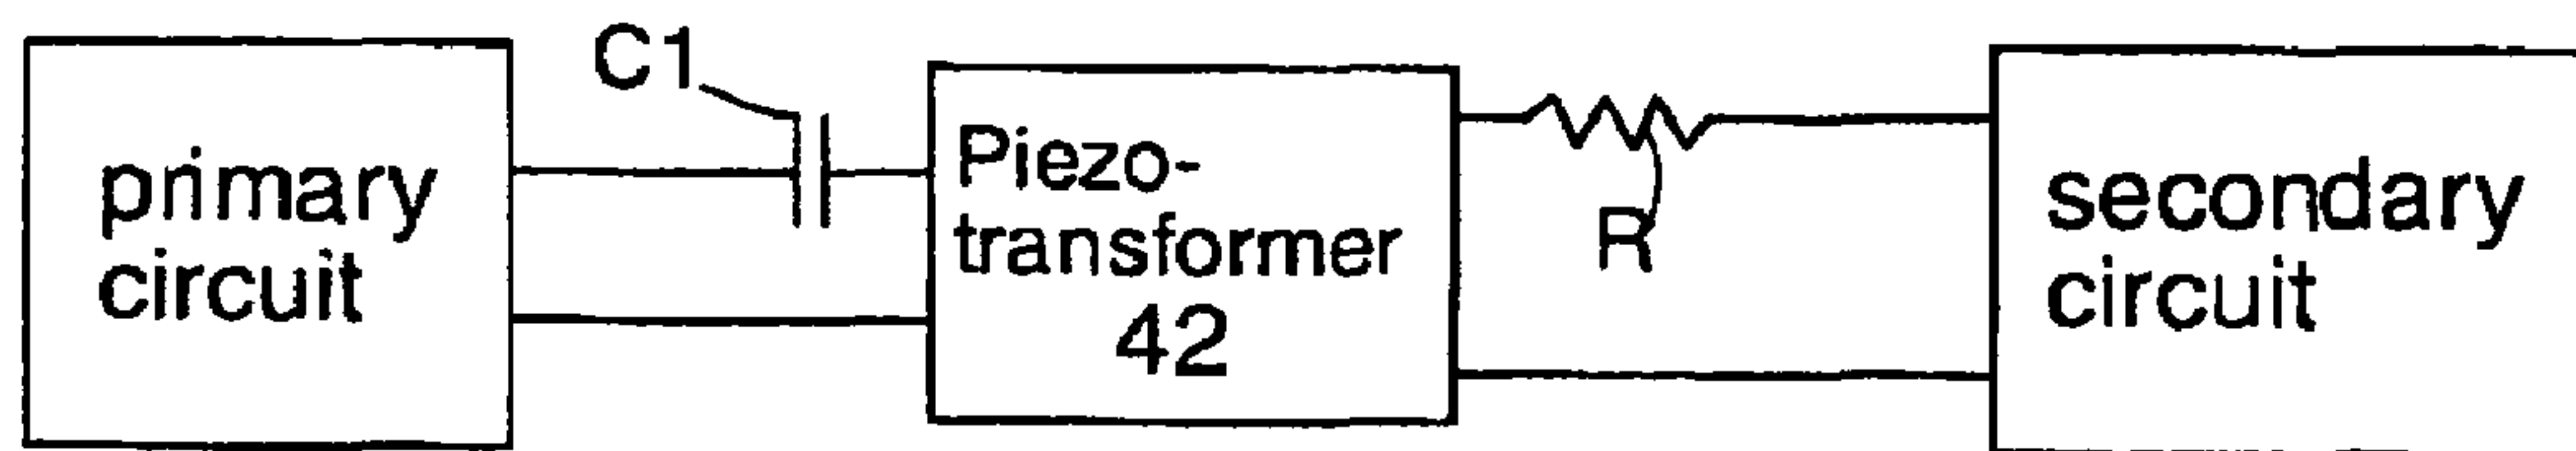 primary
circuit
C1
Piezo-
transformer
42
R
secondary
circuit